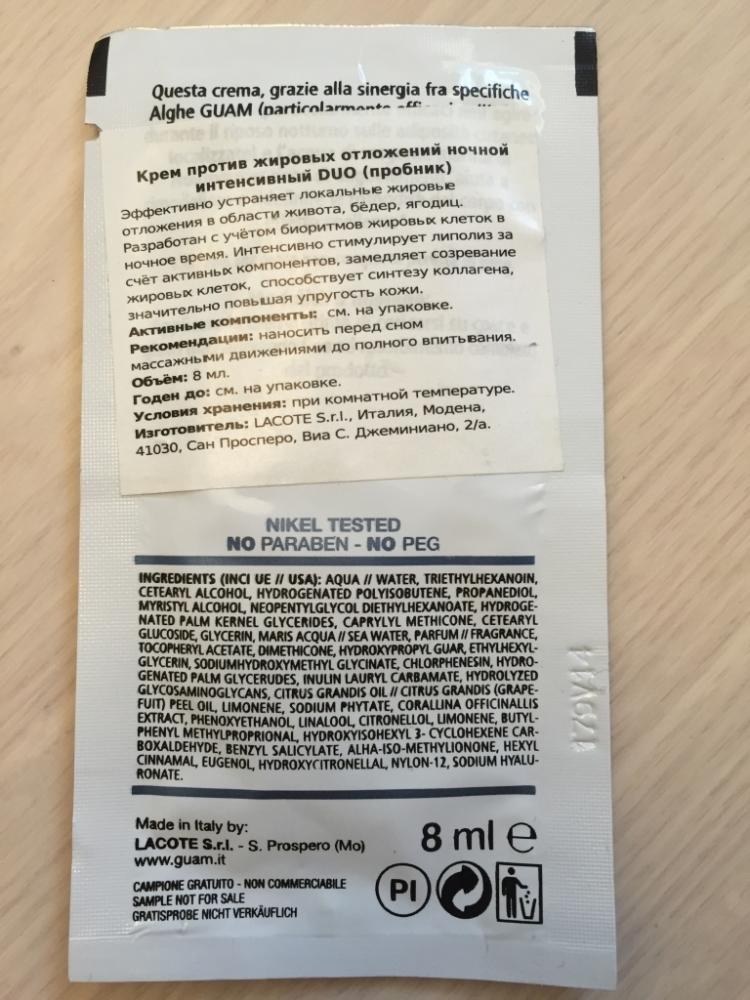 Questa crema, grazie alla sinergia fra specifiche
Alghe GUAM (particolarmente
Крем против жировых отложений ночной
интенсивный DUO (пробник)
Эффективно устраняет локальные жировые
отложения в области живота, бёдер, ягодиц.
Разработан с учётом биоритмов жировых клеток в
ночное время. Интенсивно стимулирует липолиз за
счёт активных компонентов, замедляет созревание
жировых клеток, способствует синтезу коллагена,
значительно повышая упругость кожи.
Активные компоненты: см. на упаковке.
Рекомендации: наносить перед сном
массажными движениями до полного впитывания.
Объём: 8 мл.
Годен до: см. на упаковке.
Условия хранения: при комнатной температуре.
Изготовитель: LACOTE S.r.l., Италия, Модена,
41030, Сан Просперо, Виа С. Джеминиано, 2/а.
NIKEL TESTED
NO PARABEN - NO PEG
INGREDIENTS (INCI UE // USA): AQUA // WATER, TRIETHYLHEXANOIN,
CETEARYL ALCOHOL, HYDROGENATED POLYISOBUTENE, PROPANEDIOL,
MYRISTYL ALCOHOL, NEOPENTYLGLYCOL DIETHYLHEXANOATE, HYDROGE-
NATED PALM KERNEL GLYCERIDES, CAPRYLYL METHICONE, CETEARYL
GLUCOSIDE, GLYCERIN, MARIS ACQUA // SEA WATER, PARFUM // FRAGRANCE,
TOCOPHERYL ACETATE, DIMETHICONE, HYDROXYPROPYL GUAR, ETHYLHEXYL-
GLYCERIN, SODIUMHYDROXYMETHYL GLYCINATE, CHLORPHENESIN, HYDRO-
GENATED PALM GLYCERUDES, INULIN LAURYL CARBAMATE, HYDROLYZED
GLYCOSAMINOGLYCANS, CITRUS GRANDIS OIL // CITRUS GRANDIS (GRAPE-
FUIT) PEEL OIL, LIMONENE, SODIUM PHYTATE, CORALLINA OFFICINALLIS
EXTRACT, PHENOXYETHANOL, LINALOOL, CITRONELLOL, LIMONENE, BUTYL-
PHENYL METHYLPROPRIONAL, HYDROXYISOHEXYL 3- CYCLOHEXENE CAR-
BOXALDEHYDE, BENZYL SALICYLATE, ALHA-ISO-METHYLIONONE, HEXYL
CINNAMAL, EUGENOL, HYDROXYCITRONELLAL, NYLON-12, SODIUM HYALU-
RONATE.
Made in Italy by:
LACOTE S.r.l. - S. Prospero (Mo)
www.guam.it
8 ml e
CAMPIONE GRATUITO - NON COMMERCIABILE
SAMPLE NOT FOR SALE
GRATISPROBE NICHT VERKÄUFLICH
PI